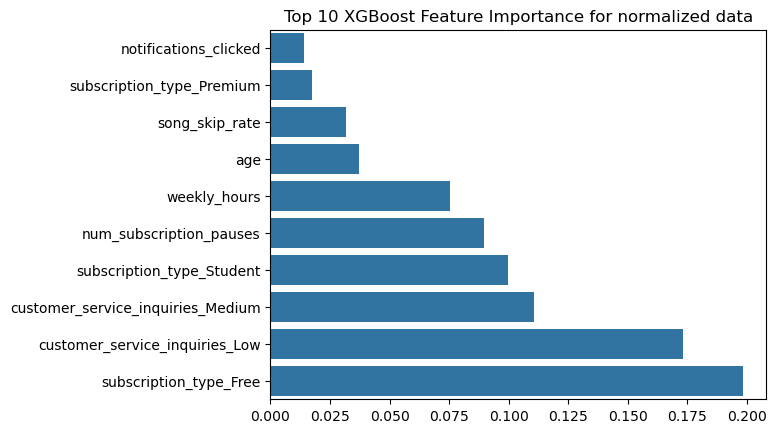 Top 10 XGBoost Feature Importance for normalized data
notifications_clicked
subscription_type_Premium
song_skip_rate
age
weekly_hours
num_subscription_pauses
subscription_type_Student
customer_service_inquiries_Medium
customer_service_inquiries_Low
subscription_type_Free
0.000 0.025 0.050 0.075 0.100 0.125 0.150 0.175 0.200